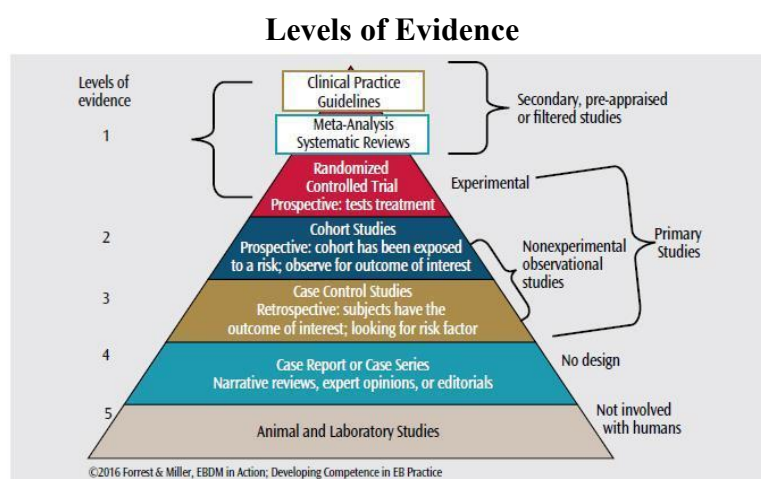 Levels of Evidence
Levels of
evidence
1
2
3
4
5
Clinical Practice
Guidelines
Meta-Analysis
Systematic Reviews
Randomized
Controlled Trial
Prospective: tests treatment
Cohort Studies
Prospective: cohort has been exposed
to a risk; observe for outcome of interest
Case Control Studies
Retrospective: subjects have the
outcome of interest; looking for risk factor
Case Report or Case Series
Narrative reviews, expert opinions, or editorials
Animal and Laboratory Studies
Secondary, pre-appraised
or filtered studies
Experimental
Nonexperimental
observational
studies
Primary
Studies
No design
Not involved
with humans
©2016 Forrest & Miller, EBDM in Action; Developing Competence in EB Practice